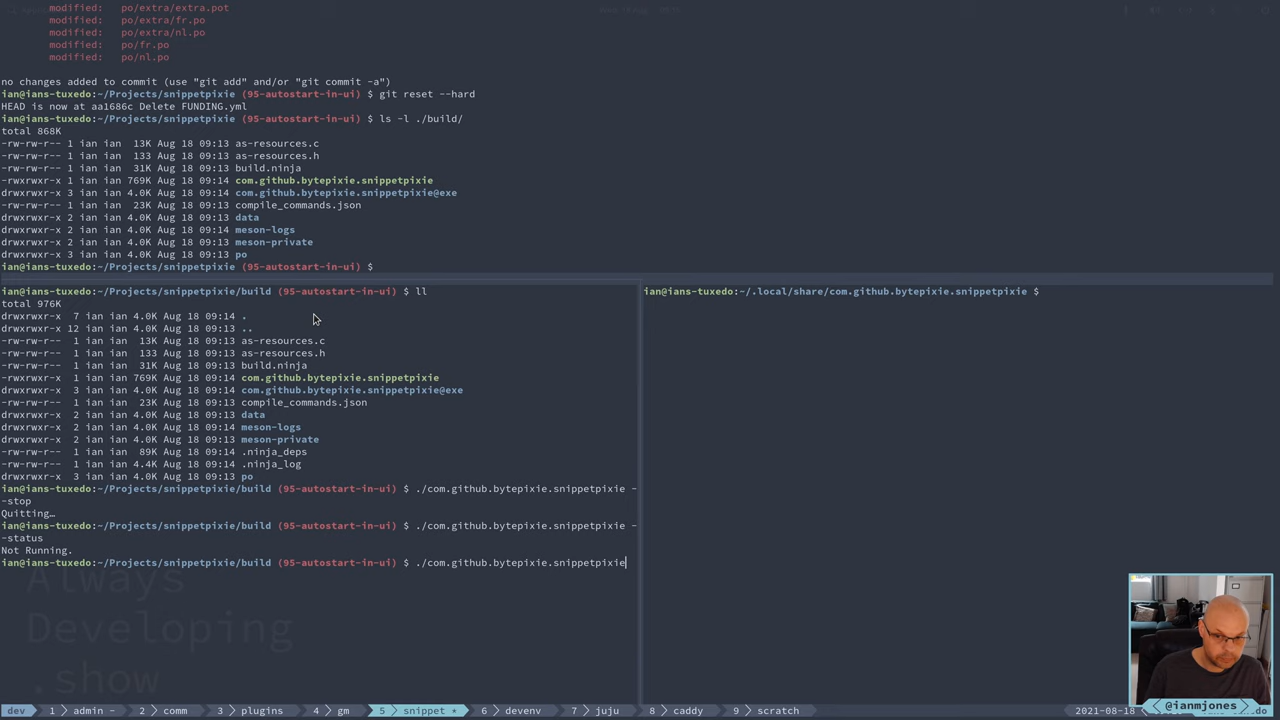 modified:   po/extra/extra.pot
modified:   po/extra/fr.po
modified:   po/extra/nl.po
modified:   po/fr.po
modified:   po/nl.po
no changes added to commit (use "git add" and/or "git commit -a")
ian@ians-tuxedo:~/Projects/snippetpixie (95-autostart-in-ui) $ git reset --hard
HEAD is now at aa1686c Delete FUNDING.yml
ian@ians-tuxedo:~/Projects/snippetpixie (95-autostart-in-ui) $ ls -l ./build/
total 868K
-rw-rw-r-- 1 ian ian  13K Aug 18 09:13 as-resources.c
-rw-rw-r-- 1 ian ian  133 Aug 18 09:13 as-resources.h
-rw-rw-r-- 1 ian ian  31K Aug 18 09:13 build.ninja
-rwxrwxr-x 1 ian ian 769K Aug 18 09:14 com.github.bytepixie.snippetpixie
drwxrwxr-x 3 ian ian 4.0K Aug 18 09:13 com.github.bytepixie.snippetpixie@exe
-rw-rw-r-- 1 ian ian  23K Aug 18 09:13 compile_commands.json
drwxrwxr-x 2 ian ian 4.0K Aug 18 09:13 data
drwxrwxr-x 2 ian ian 4.0K Aug 18 09:13 meson-logs
drwxrwxr-x 2 ian ian 4.0K Aug 18 09:13 meson-private
drwxrwxr-x 3 ian ian 4.0K Aug 18 09:13 po
ian@ians-tuxedo:~/Projects/snippetpixie (95-autostart-in-ui) $
ian@ians-tuxedo:~/Projects/snippetpixie/build (95-autostart-in-ui) $ ll
total 976K
drwxrwxr-x  7 ian ian 4.0K Aug 18 09:14 .
drwxrwxr-x 12 ian ian 4.0K Aug 18 09:13 ..
-rw-rw-r--  1 ian ian  13K Aug 18 09:13 as-resources.c
-rw-rw-r--  1 ian ian  133 Aug 18 09:13 as-resources.h
-rw-rw-r--  1 ian ian  31K Aug 18 09:13 build.ninja
-rwxrwxr-x  1 ian ian 769K Aug 18 09:14 com.github.bytepixie.snippetpixie
drwxrwxr-x  3 ian ian 4.0K Aug 18 09:13 com.github.bytepixie.snippetpixie@exe
-rw-rw-r--  1 ian ian  23K Aug 18 09:13 compile_commands.json
drwxrwxr-x  2 ian ian 4.0K Aug 18 09:13 data
drwxrwxr-x  2 ian ian 4.0K Aug 18 09:13 meson-logs
drwxrwxr-x  2 ian ian 4.0K Aug 18 09:13 meson-private
-rw-rw-r--  1 ian ian  89K Aug 18 09:14 .ninja_deps
-rw-rw-r--  1 ian ian 4.4K Aug 18 09:14 .ninja_log
drwxrwxr-x  3 ian ian 4.0K Aug 18 09:13 po
ian@ians-tuxedo:~/Projects/snippetpixie/build (95-autostart-in-ui) $ ./com.github.bytepixie.snippetpixie -
-stop
Quitting…
ian@ians-tuxedo:~/Projects/snippetpixie/build (95-autostart-in-ui) $ ./com.github.bytepixie.snippetpixie -
-status
Not Running.
ian@ians-tuxedo:~/Projects/snippetpixie/build (95-autostart-in-ui) $ ./com.github.bytepixie.snippetpixie
ian@ians-tuxedo:~/.local/share/com.github.bytepixie.snippetpixie $
Always
Developing
.show
@ianmjones
dev 1 admin - 2 comm 3 plugins 4 gm 5 snippet * 6 devenv 7 juju 8 caddy 9 scratch 2021-08-18